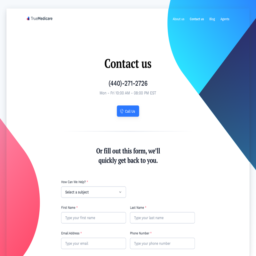 TrueMedicare
About us
Contact us
Blog
Contact us
(440)-271-2726
Mon - Fri 10:00 AM - 06:00 PM EST
Call us
Or fill out this form, we'll
quickly get back to you.
How Can We Help? *
Select a subject
First Name *
Last Name *
Type your first name
Type your last name
Email Address *
Phone Number *
Type your email
Type your phone number